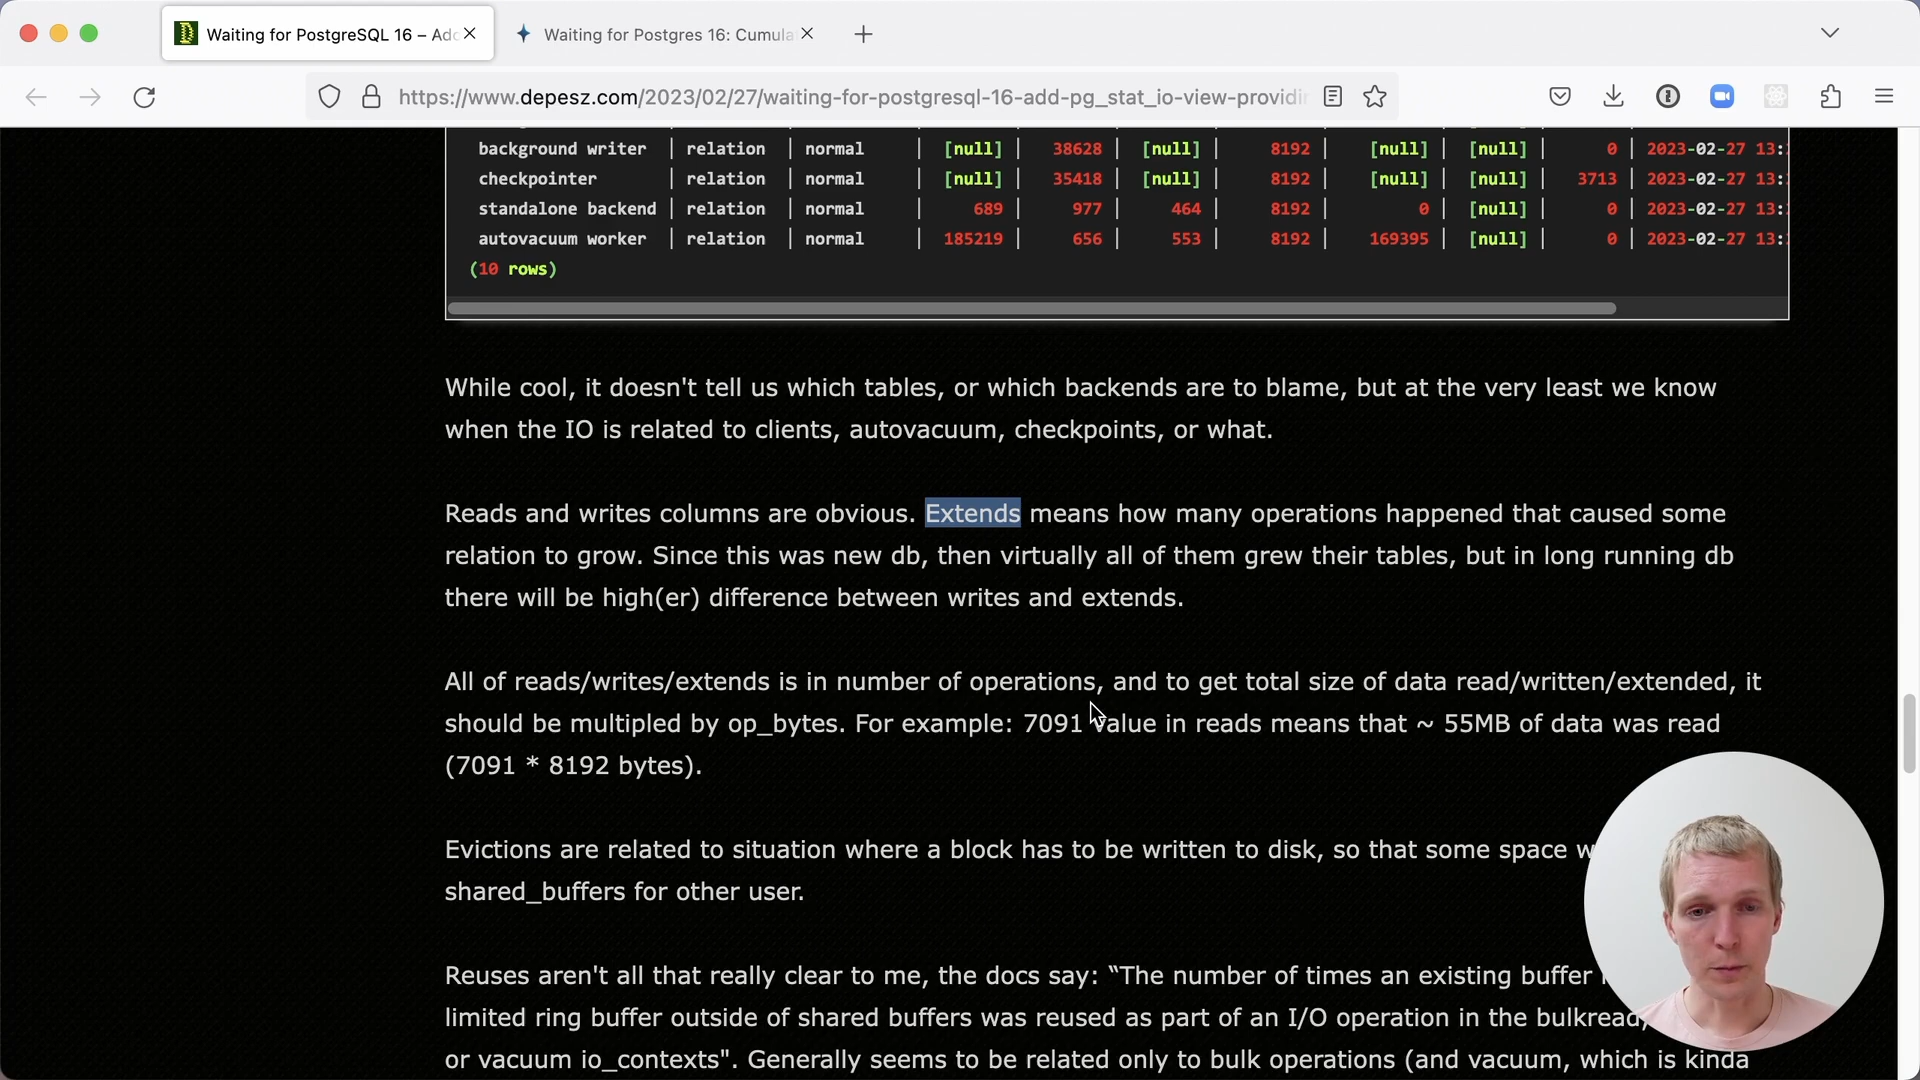 Waiting for PostgreSQL 16 – Ad
Waiting for Postgres 16: Cumula
https://www.depesz.com/2023/02/27/waiting-for-postgresql-16-add-pg_stat_io-view-providi
background writer | relation | normal | [null] | 38628 | [null] | 8192 | [null] | [null] | 0 | 2023-02-27 13:
checkpointer | relation | normal | [null] | 35418 | [null] | 8192 | [null] | [null] | 3713 | 2023-02-27 13:
standalone backend | relation | normal | 689 | 977 | 464 | 8192 | 0 | [null] | 0 | 2023-02-27 13:
autovacuum worker | relation | normal | 185219 | 656 | 553 | 8192 | 169395 | [null] | 0 | 2023-02-27 13:
(10 rows)
While cool, it doesn't tell us which tables, or which backends are to blame, but at the very least we know
when the IO is related to clients, autovacuum, checkpoints, or what.
Reads and writes columns are obvious. Extends means how many operations happened that caused some
relation to grow. Since this was new db, then virtually all of them grew their tables, but in long running db
there will be high(er) difference between writes and extends.
All of reads/writes/extends is in number of operations, and to get total size of data read/written/extended, it
should be multipled by op_bytes. For example: 7091 value in reads means that ~ 55MB of data was read
(7091 * 8192 bytes).
Evictions are related to situation where a block has to be written to disk, so that some space
shared_buffers for other user.
Reuses aren't all that really clear to me, the docs say: “The number of times an existing buffer
limited ring buffer outside of shared buffers was reused as part of an I/O operation in the bulkread,
or vacuum io_contexts". Generally seems to be related only to bulk operations (and vacuum, which is kinda